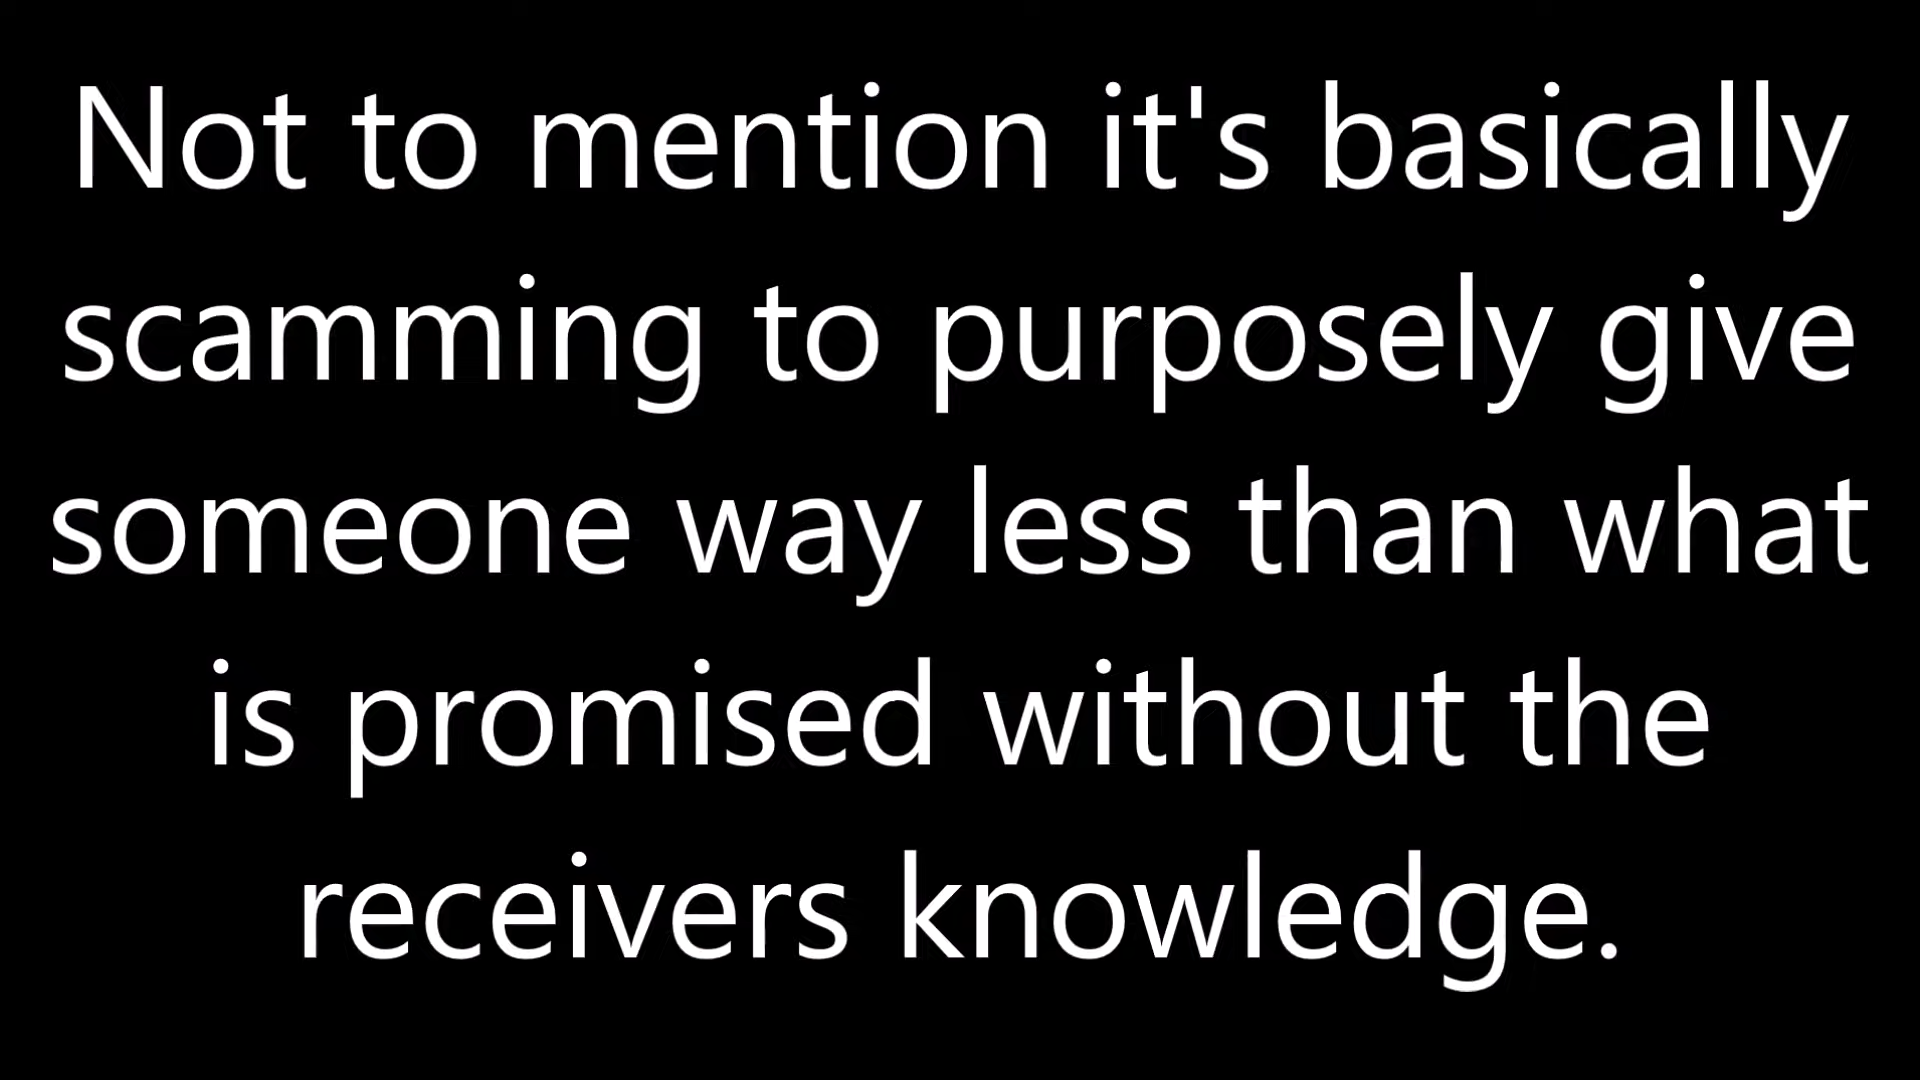 Not to mention it's basically
scamming to purposely give
someone way less than what
is promised without the
receivers knowledge.